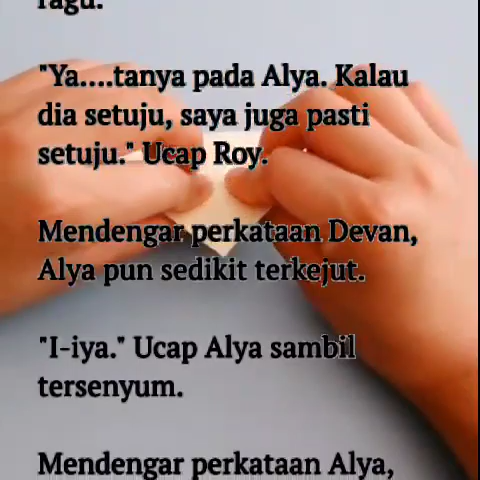 ragu.
"Ya....tanya pada Alya. Kalau
dia setuju, saya juga pasti
setuju." Ucap Roy.
Mendengar perkataan Devan,
Alya pun sedikit terkejut.
"I-iya." Ucap Alya sambil
tersenyum.
Mendengar perkataan Alya,